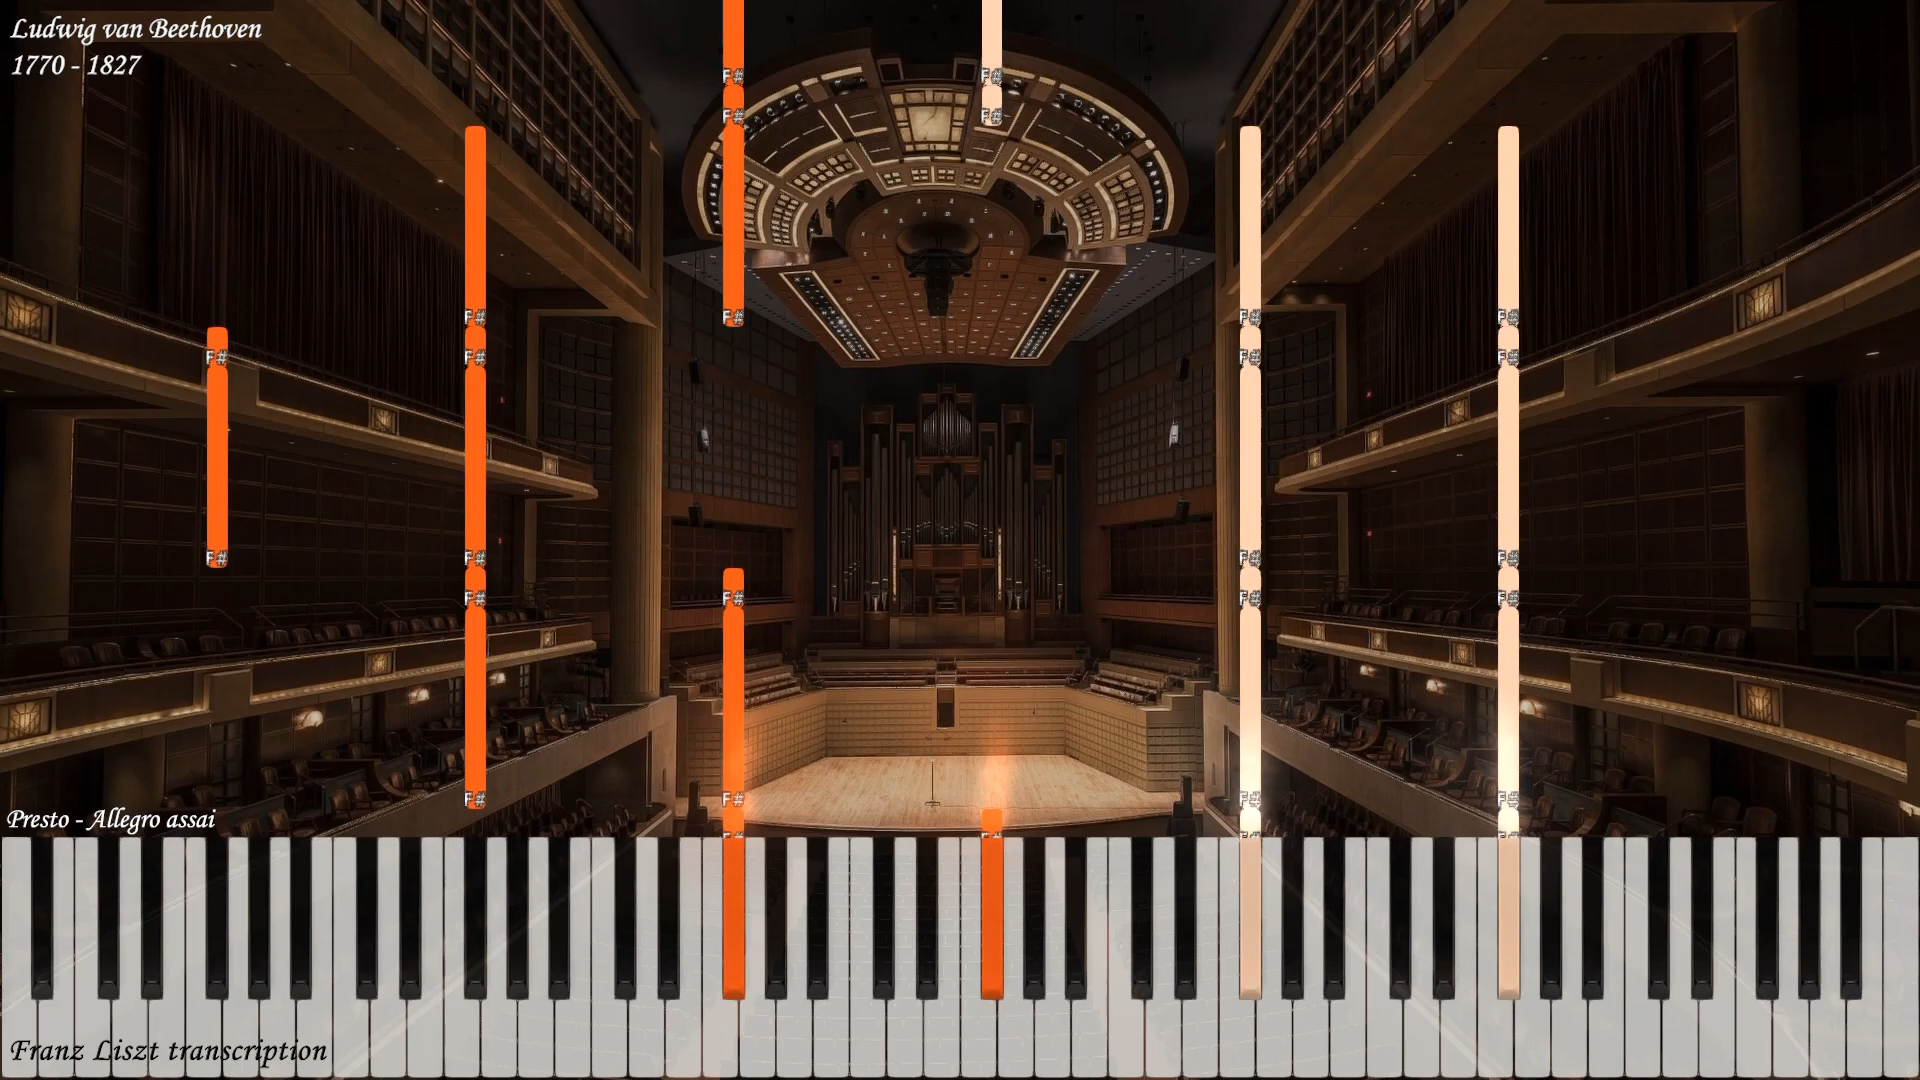 Ludwig van Beethoven
1770 - 1827
F# F#
F# F#
F# F# F# F#
F# F# F# F#
F# F# F# F#
F# F# F# F#
F# F# F# F#
Presto - Allegro assai
Franz Liszt transcription